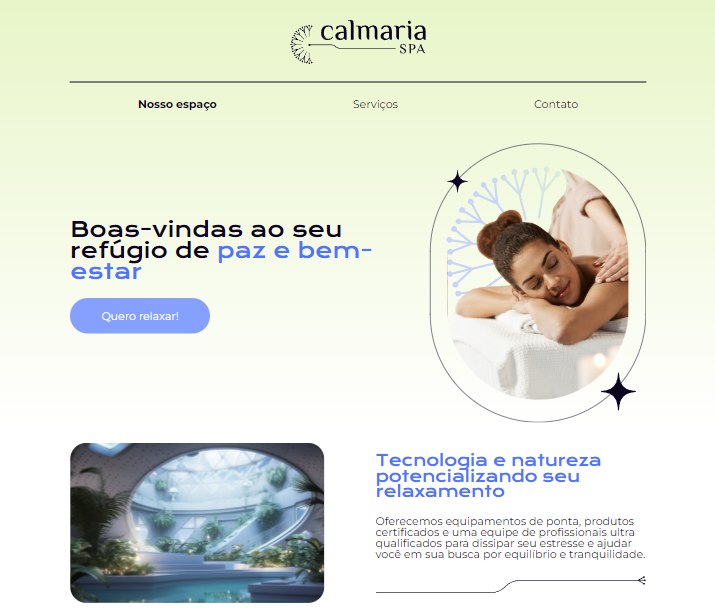 calmaria
SPA
Nosso espaço
Serviços
Contato
Boas-vindas ao seu
refúgio de paz e bem-
estar
Quero relaxar!
Tecnologia e natureza
potencializando seu
relaxamento
Oferecemos equipamentos de ponta, produtos
certificados e uma equipe de profissionais ultra
qualificados para dissipar seu estresse e ajudar
você em sua busca por equilíbrio e tranquilidade.